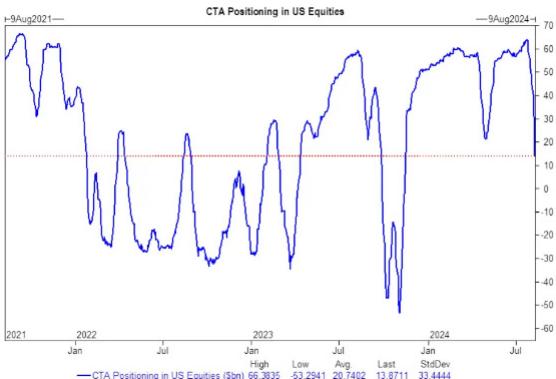 CTA Positioning in US Equities
9Aug2021
9Aug2024
70
60
50
40
30
20
10
0
-10
-20
-30
-40
-50
-60
2021 2022 2023 2024
Jan Jul Jan Jul Jan Jul
High Low Avg Last StdDev
CTA Positioning in US Equities ($bn) 66.3835 -53.2941 20.7402 13.8711 33.4444